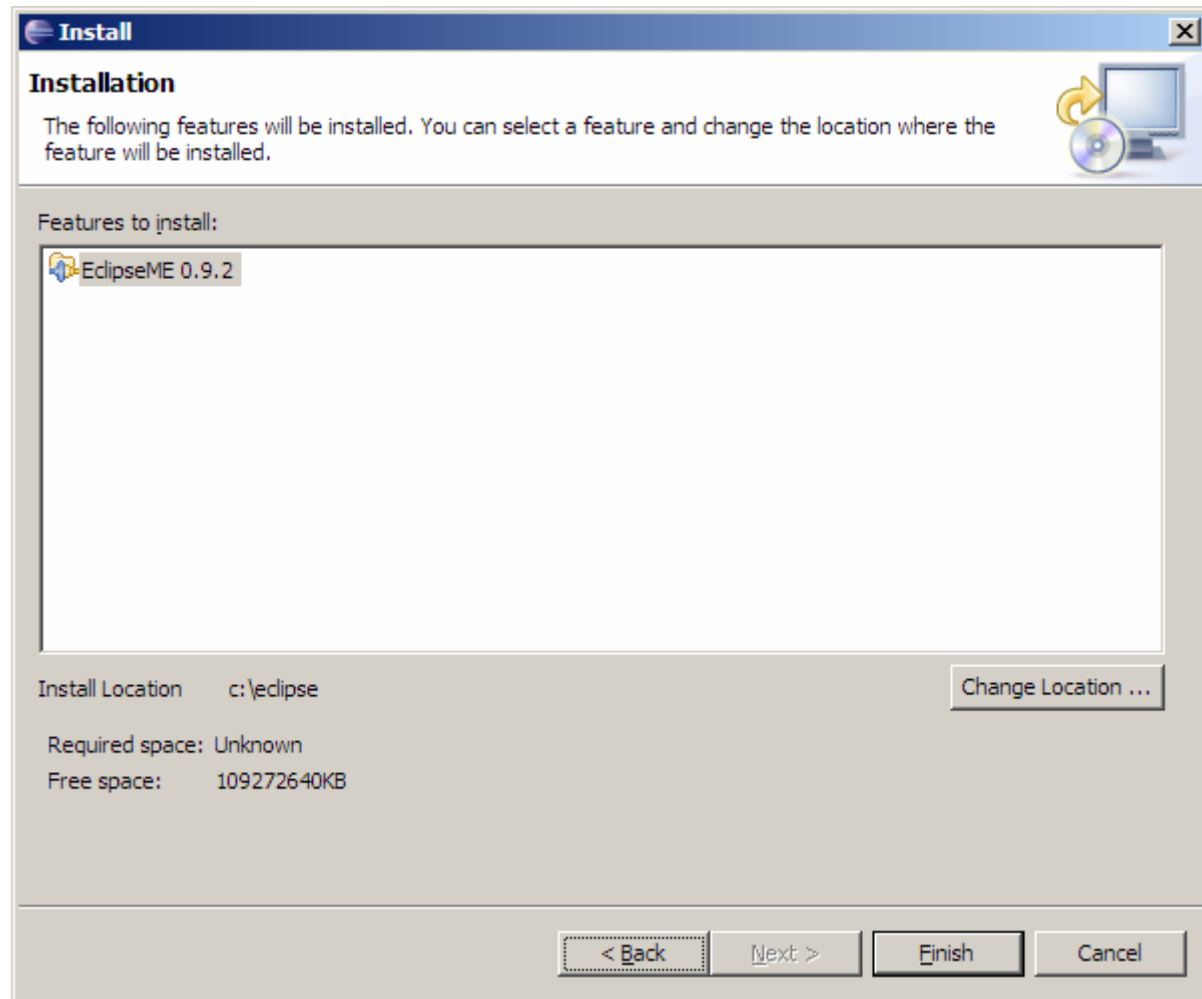 Install
Installation
The following features will be installed. You can select a feature and change the location where the
feature will be installed.
Features to install:
EclipseME 0.9.2
Install Location c:\eclipse
Change Location ...
Required space: Unknown
Free space: 109272640KB
< Back Next > Finish Cancel